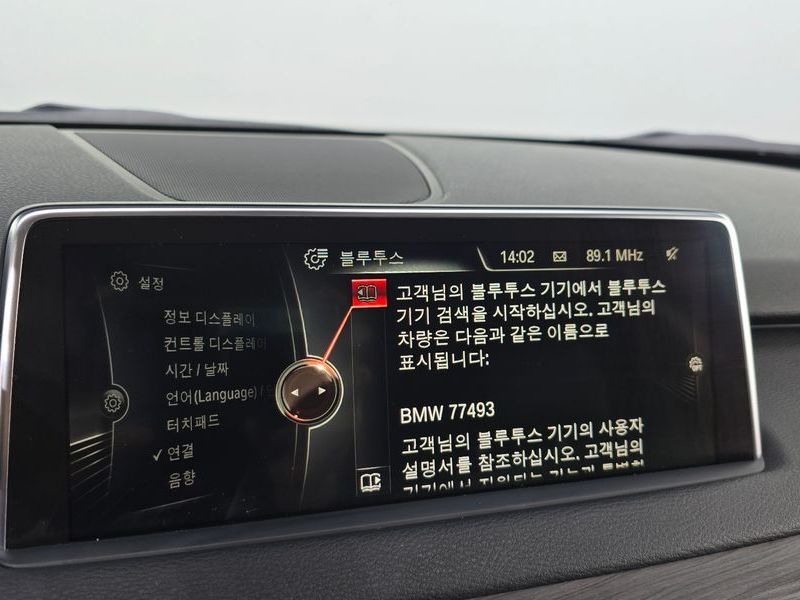 블루투스
14:02
89.1 MHz
설정
정보 디스플레이
컨트롤 디스플레이
시간 / 날짜
언어(Language) /
터치패드
연결
음향
고객님의 블루투스 기기에서 블루투스
기기 검색을 시작하십시오. 고객님의
차량은 다음과 같은 이름으로
표시됩니다:
BMW 77493
고객님의 블루투스 기기의 사용자
설명서를 참조하십시오. 고객님의